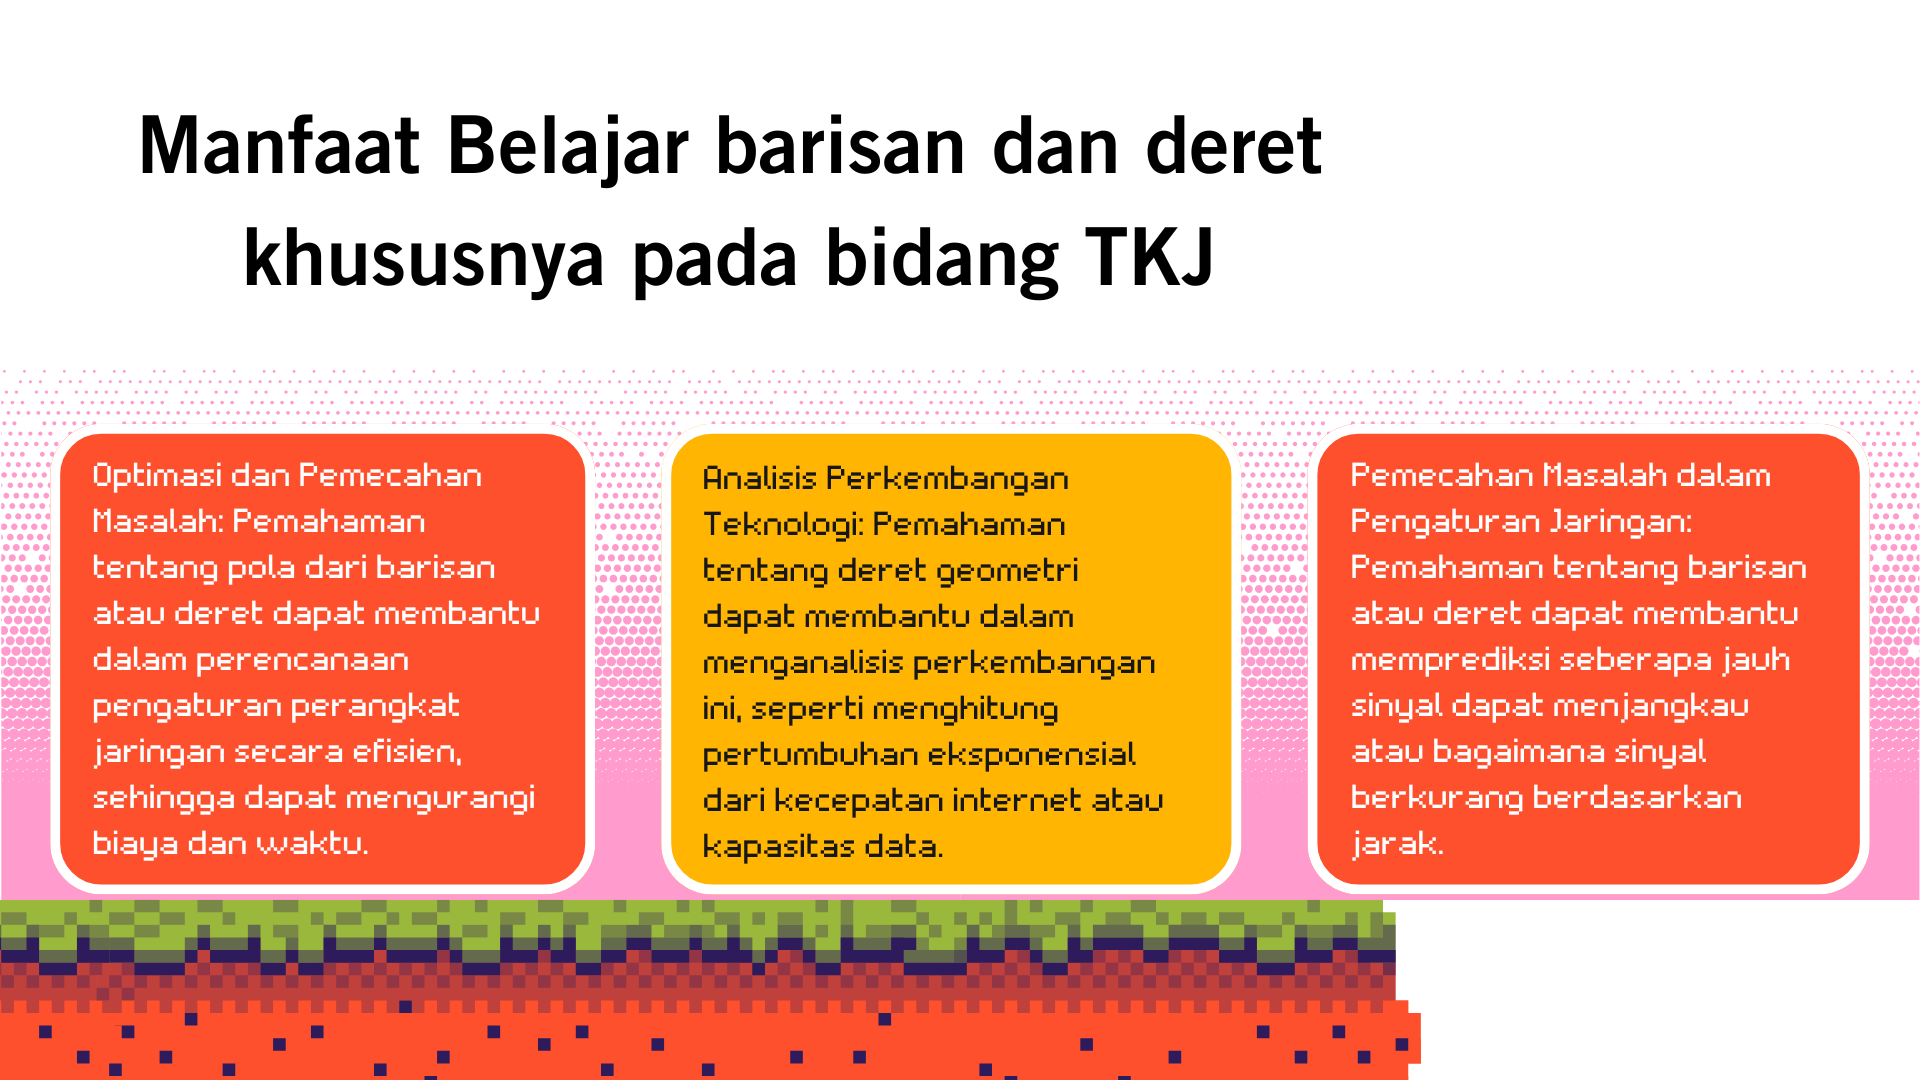 Manfaat Belajar barisan dan deret
khususnya pada bidang TKJ
Optimasi dan Pemecahan
Masalah: Pemahaman
tentang pola dari barisan
atau deret dapat membantu
dalam perencanaan
pengaturan perangkat
jaringan secara efisien,
sehingga dapat mengurangi
biaya dan waktu.
Analisis Perkembangan
Teknologi: Pemahaman
tentang deret geometri
dapat membantu dalam
menganalisis perkembangan
ini, seperti menghitung
pertumbuhan eksponensial
dari kecepatan internet atau
kapasitas data.
Pemecahan Masalah dalam
Pengaturan Jaringan:
Pemahaman tentang barisan
atau deret dapat membantu
memprediksi seberapa jauh
sinyal dapat menjangkau
atau bagaimana sinyal
berkurang berdasarkan
jarak.